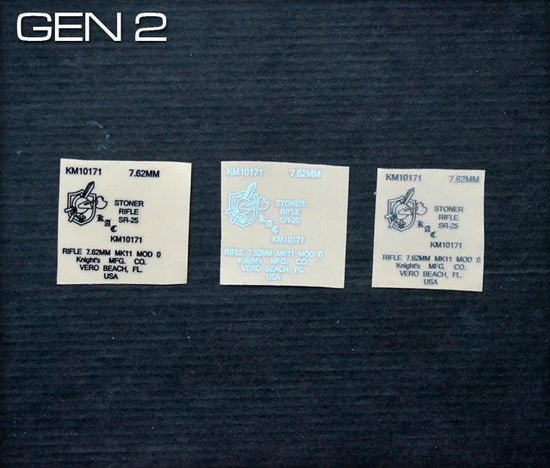 GEN 2
KM10171 7.62MM
STONER
RIFLE
SR-25
KAC
KM10171
RIFLE 7.62MM MK11 MOD 0
Knight's MFG. CO.
VERO BEACH, FL.
USA
KM10171 7.62MM
STONER
RIFLE
SR-25
KAC
KM10171
RIFLE 7.62MM MK11 MOD 0
Knight's MFG. CO.
VERO BEACH, FL.
USA
KM10171 7.62MM
STONER
RIFLE
SR-25
KAC
KM10171
RIFLE 7.62MM MK11 MOD 0
Knight's MFG. CO.
VERO BEACH, FL.
USA